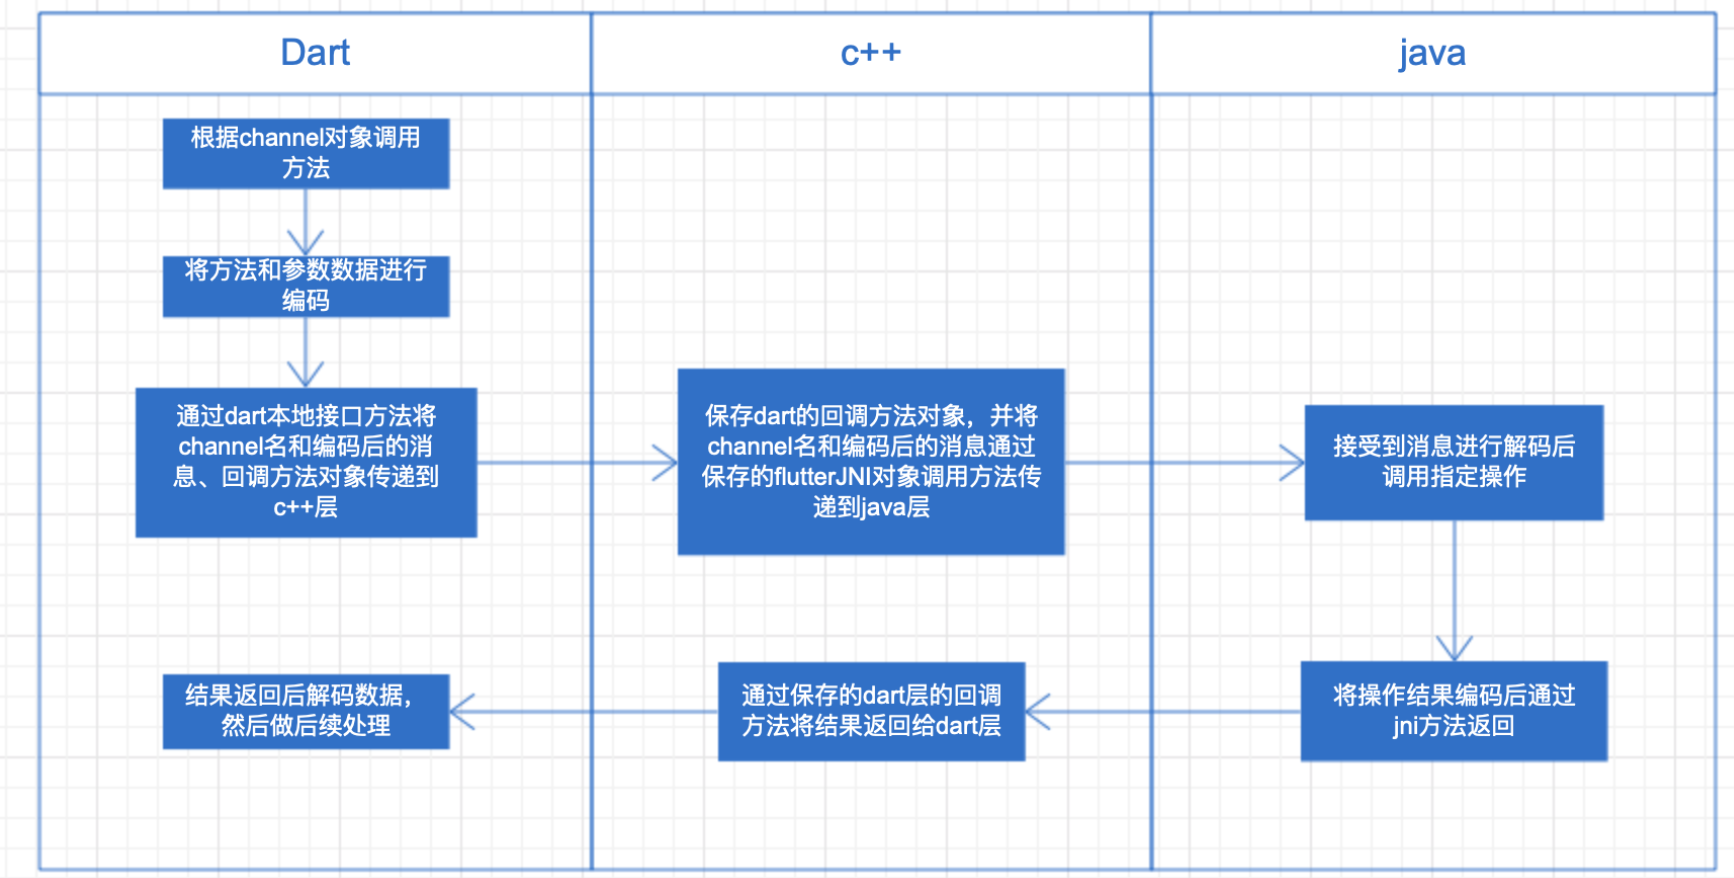 Dart
c++
java
根据channel对象调用
方法
将方法和参数数据进行
编码
通过dart本地接口方法将
channel名和编码后的消
息、回调方法对象传递到
c++层
保存dart的回调方法对象，并将
channel名和编码后的消息通过
保存的flutterJNI对象调用方法传
递到java层
接受到消息进行解码后
调用指定操作
将操作结果编码后通过
jni方法返回
通过保存的dart层的回调
方法将结果返回给dart层
结果返回后解码数据，
然后做后续处理